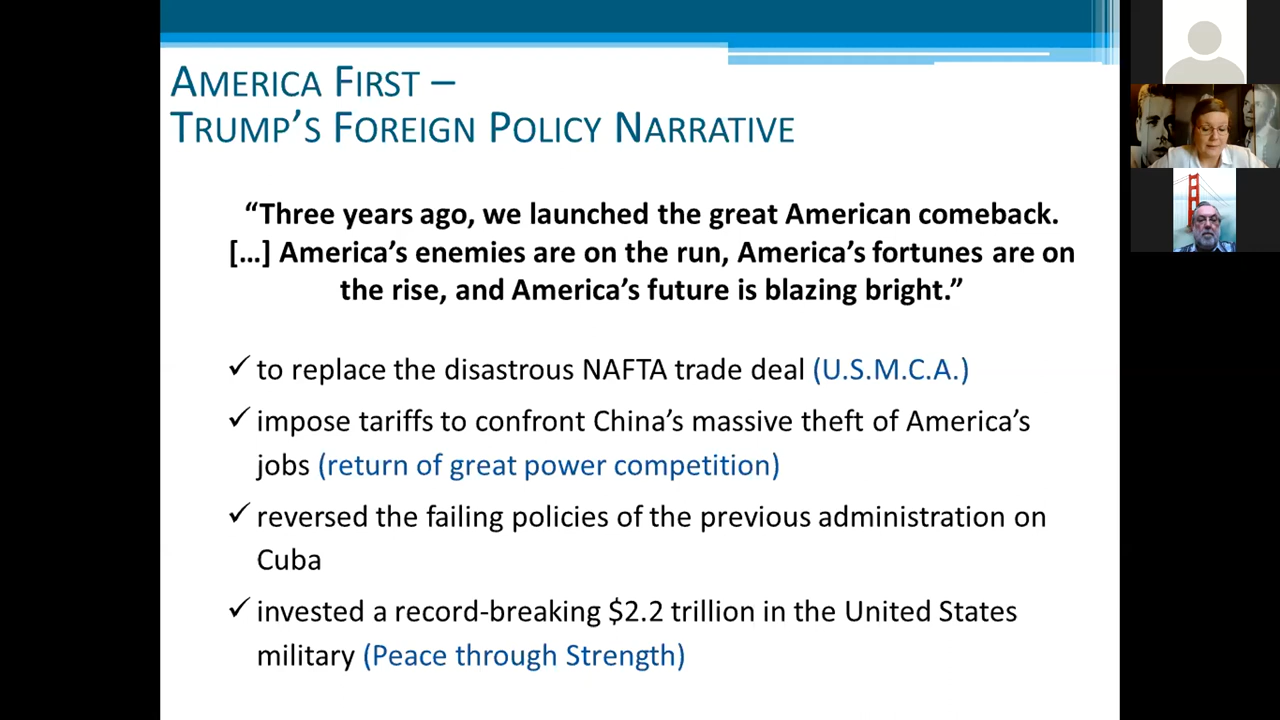 AMERICA FIRST –
TRUMP'S FOREIGN POLICY NARRATIVE
“Three years ago, we launched the great American comeback.
[…] America’s enemies are on the run, America’s fortunes are on
the rise, and America’s future is blazing bright.”
✓ to replace the disastrous NAFTA trade deal (U.S.M.C.A.)
✓ impose tariffs to confront China’s massive theft of America’s
jobs (return of great power competition)
✓ reversed the failing policies of the previous administration on
Cuba
✓ invested a record-breaking $2.2 trillion in the United States
military (Peace through Strength)